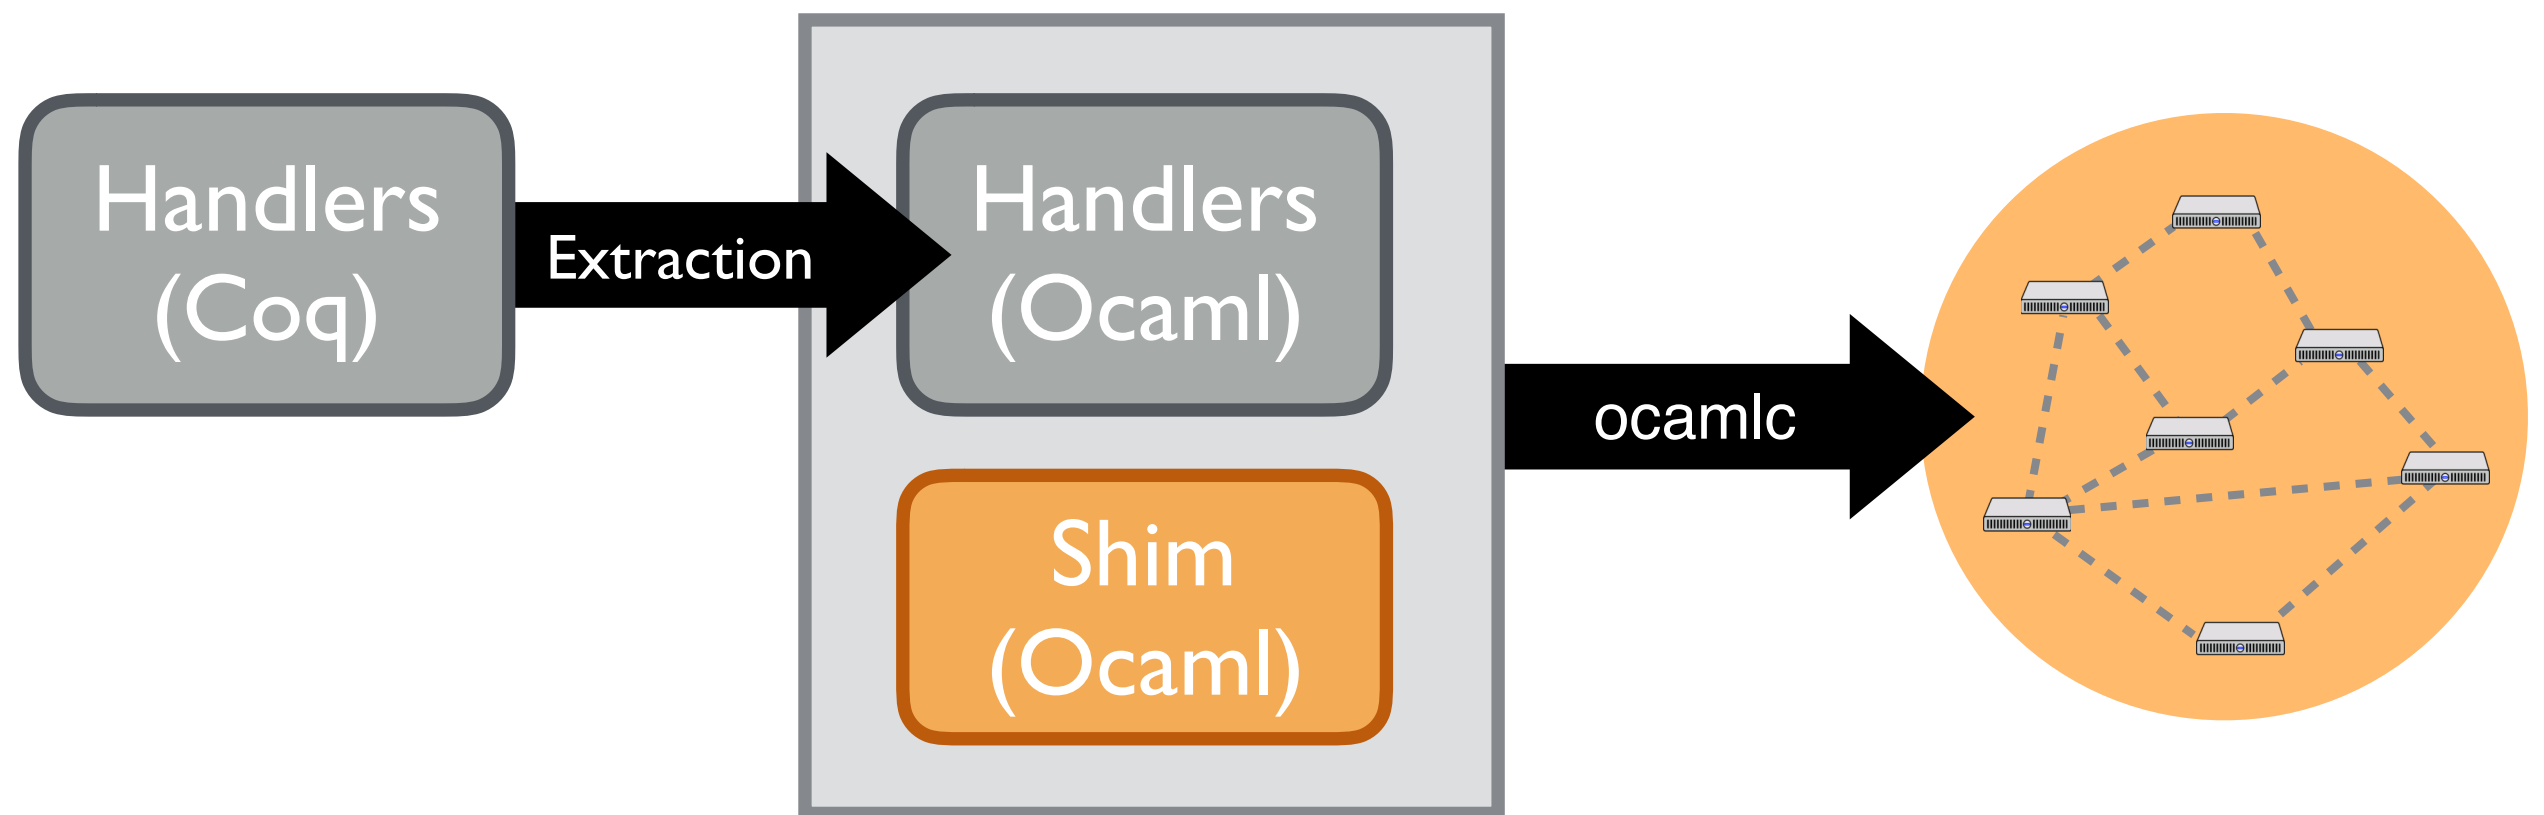 Handlers
(Coq)
Extraction
Handlers
(Ocaml)
Shim
(Ocaml)
ocamlc